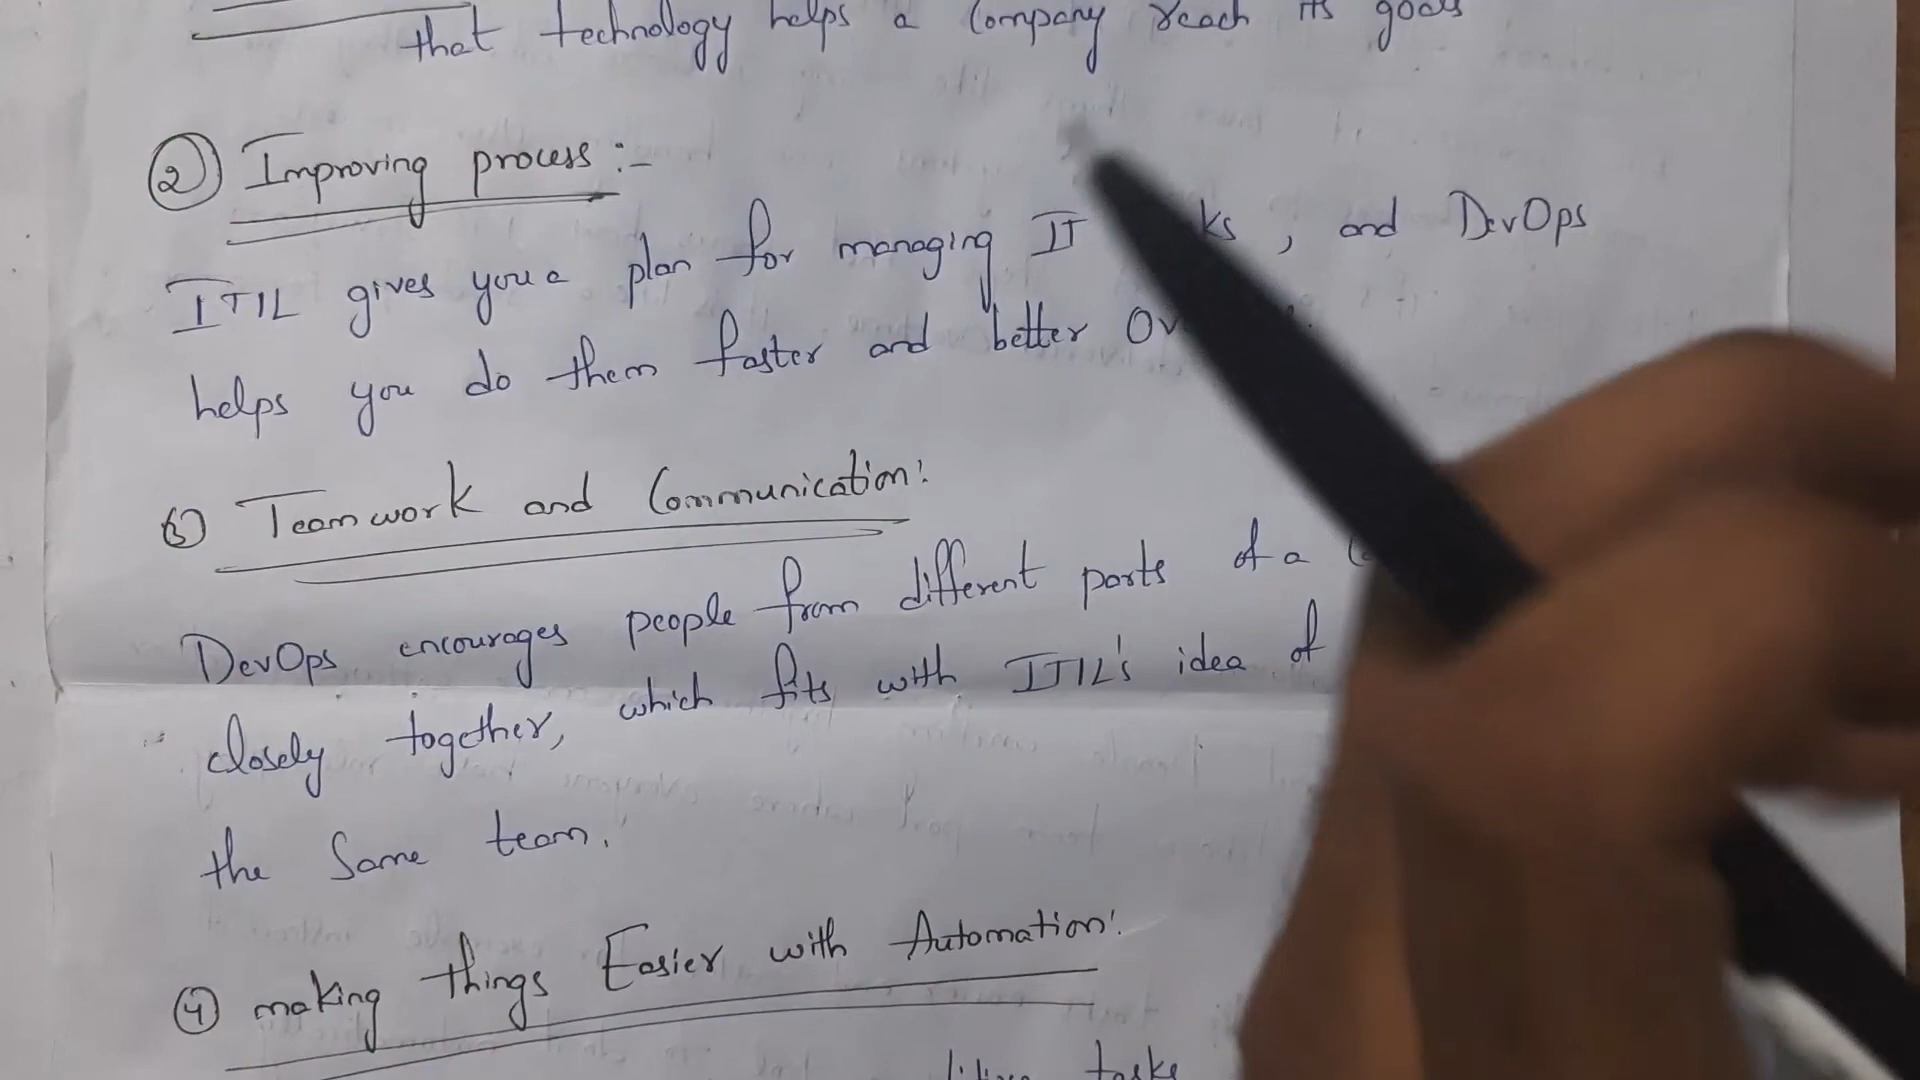 that technology helps a Company reach its goals
② Improving process :-
ITIL gives you a plan for managing IT , and DevOps
helps you do them faster and better
③ Teamwork and Communication:
DevOps encourages people from different parts of a
closely together, which fits with ITIL's idea of
the Same team.
④ making things Easier with Automation:
tasks